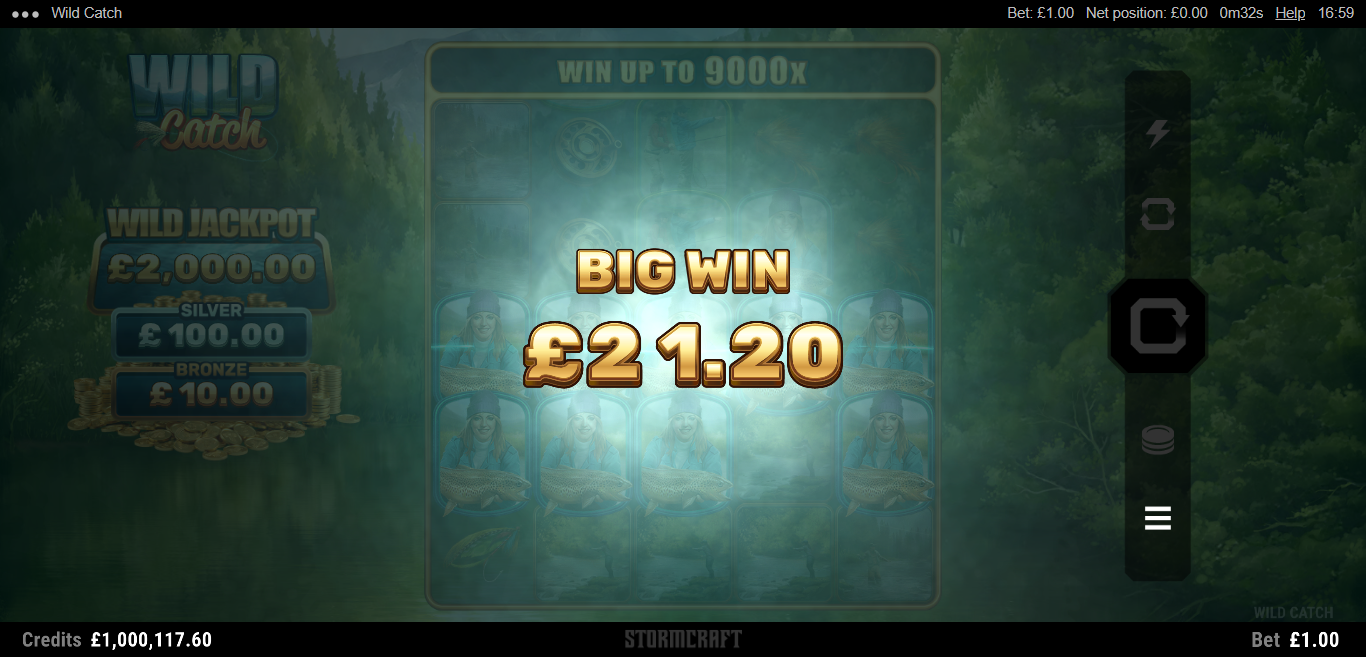 Wild Catch
Bet: £1.00 Net position: £0.00 0m32s Help 16:59
WILD
Catch
WIN UP TO 9000X
WILD JACKPOT
£2,000.00
SILVER
£100.00
BRONZE
£10.00
BIG WIN
£21.20
WILD CATCH
Credits £1,000,117.60
STORMCRAFT
Bet £1.00